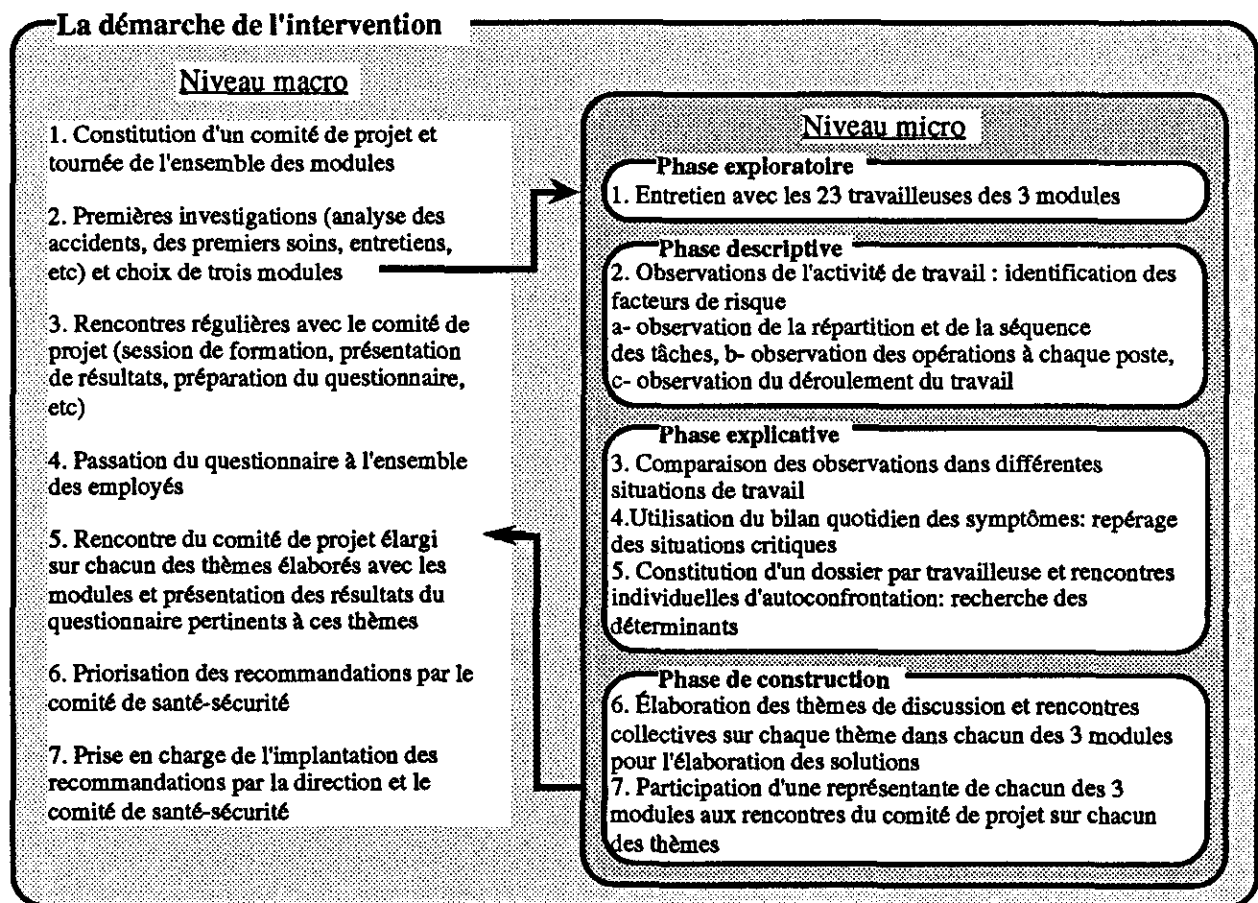 La démarche de l'intervention
Niveau macro
1. Constitution d'un comité de projet et
tournée de l'ensemble des modules
2. Premières investigations (analyse des
accidents, des premiers soins, entretiens,
etc) et choix de trois modules
3. Rencontres régulières avec le comité de
projet (session de formation, présentation
de résultats, préparation du questionnaire,
etc)
4. Passation du questionnaire à l'ensemble
des employés
5. Rencontre du comité de projet élargi
sur chacun des thèmes élaborés avec les
modules et présentation des résultats du
questionnaire pertinents à ces thèmes
6. Priorisation des recommandations par le
comité de santé-sécurité
7. Prise en charge de l'implantation des
recommandations par la direction et le
comité de santé-sécurité
Niveau micro
Phase exploratoire
1. Entretien avec les 23 travailleuses des 3 modules
Phase descriptive
2. Observations de l'activité de travail : identification des
facteurs de risque
a- observation de la répartition et de la séquence
des tâches, b- observation des opérations à chaque poste,
c- observation du déroulement du travail
Phase explicative
3. Comparaison des observations dans différentes
situations de travail
4.Utilisation du bilan quotidien des symptômes: repérage
des situations critiques
5. Constitution d'un dossier par travailleuse et rencontres
individuelles d'autoconfrontation: recherche des
déterminants
Phase de construction
6. Élaboration des thèmes de discussion et rencontres
collectives sur chaque thème dans chacun des 3 modules
pour l'élaboration des solutions
7. Participation d'une représentante de chacun des 3
modules aux rencontres du comité de projet sur chacun
des thèmes